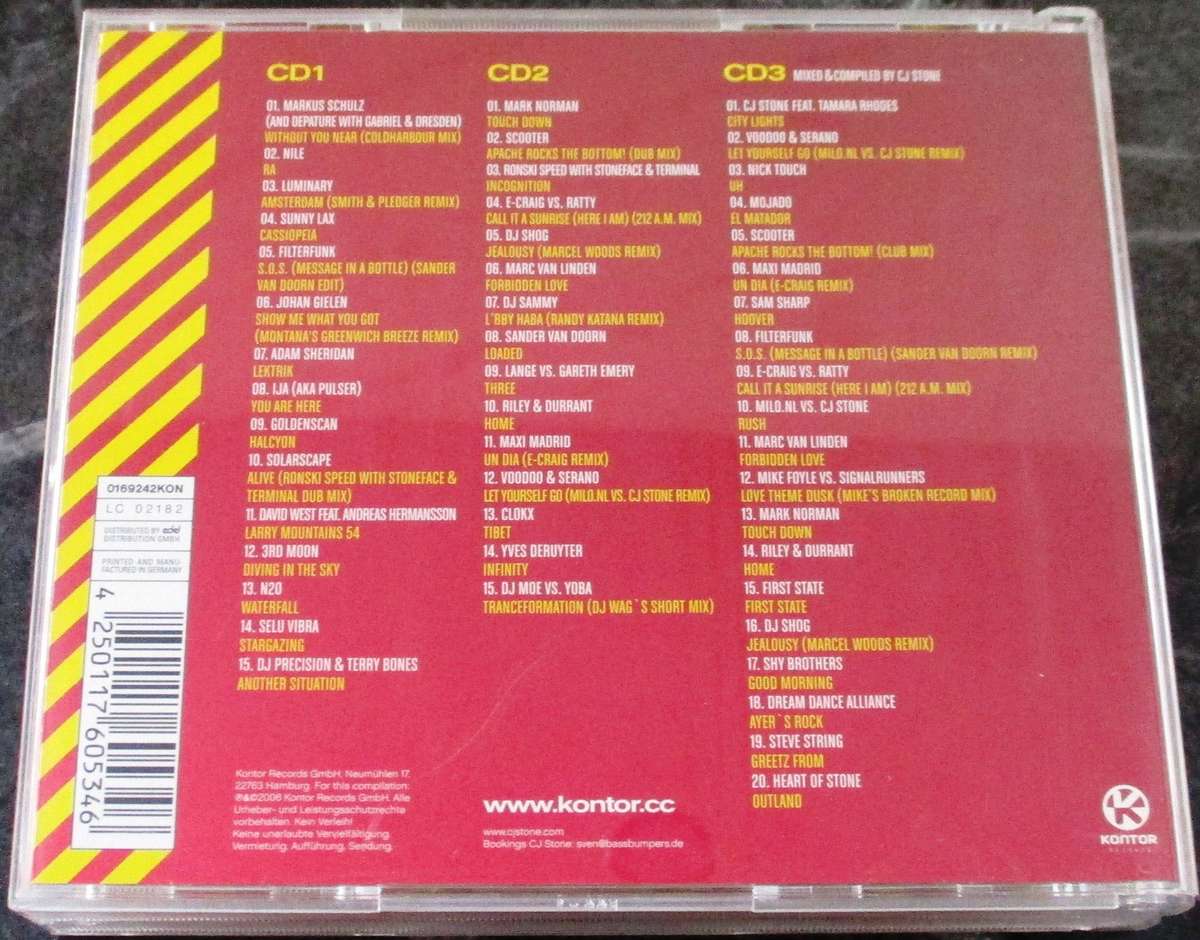 CD1
01. MARKUS SCHULZ
(AND DEPATURE WITH GABRIEL & DRESDEN)
WITHOUT YOU NEAR (COLDHARBOUR MIX)
02. NILE
RA
03. LUMINARY
AMSTERDAM (SMITH & PLEDGER REMIX)
04. SUNNY LAX
CASSIOPEIA
05. FILTERFUNK
S.O.S. (MESSAGE IN A BOTTLE) (SANDER
VAN DOORN EDIT)
06. JOHAN GIELEN
SHOW ME WHAT YOU GOT
(MONTANA'S GREENWICH BREEZE REMIX)
07. ADAM SHERIDAN
LEKTRIK
08. IJA (AKA PULSER)
YOU ARE HERE
09. GOLDENSCAN
HALCYON
10. SOLARSCAPE
ALIVE (RONSKI SPEED WITH STONEFACE &
TERMINAL DUB MIX)
11. DAVID WEST FEAT. ANDREAS HERMANSSON
LARRY MOUNTAINS 54
12. 3RD MOON
DIVING IN THE SKY
13. N2O
WATERFALL
14. SELU VIBRA
STARGAZING
15. DJ PRECISION & TERRY BONES
ANOTHER SITUATION
CD2
01. MARK NORMAN
TOUCH DOWN
02. SCOOTER
APACHE ROCKS THE BOTTOM! (DUB MIX)
03. RONSKI SPEED WITH STONEFACE & TERMINAL
INCOGNITION
04. E-CRAIG VS. RATTY
CALL IT A SUNRISE (HERE I AM) (212 A.M. MIX)
05. DJ SHOG
JEALOUSY (MARCEL WOODS REMIX)
06. MARC VAN LINDEN
FORBIDDEN LOVE
07. DJ SAMMY
L´BBY HABA (RANDY KATANA REMIX)
08. SANDER VAN DOORN
LOADED
09. LANGE VS. GARETH EMERY
THREE
10. RILEY & DURRANT
HOME
11. MAXI MADRID
UN DIA (E-CRAIG REMIX)
12. VOODOO & SERANO
LET YOURSELF GO (MILO.NL VS. CJ STONE REMIX)
13. CLOKX
TIBET
14. YVES DERUYTER
INFINITY
15. DJ MOE VS. YOBA
TRANCEFORMATION (DJ WAG`S SHORT MIX)
CD3 MIXED & COMPILED BY CJ STONE
01. CJ STONE FEAT. TAMARA RHODES
CITY LIGHTS
02. VOODOO & SERANO
LET YOURSELF GO (MILO.NL VS. CJ STONE REMIX)
03. NICK TOUCH
UH
04. MOJADO
EL MATADOR
05. SCOOTER
APACHE ROCKS THE BOTTOM! (CLUB MIX)
06. MAXI MADRID
UN DIA (E-CRAIG REMIX)
07. SAM SHARP
HOOVER
08. FILTERFUNK
S.O.S. (MESSAGE IN A BOTTLE) (SANDER VAN DOORN REMIX)
09. E-CRAIG VS. RATTY
CALL IT A SUNRISE (HERE I AM) (212 A.M. MIX)
10. MILO.NL VS. CJ STONE
RUSH
11. MARC VAN LINDEN
FORBIDDEN LOVE
12. MIKE FOYLE VS. SIGNALRUNNERS
LOVE THEME DUSK (MIKE'S BROKEN RECORD MIX)
13. MARK NORMAN
TOUCH DOWN
14. RILEY & DURRANT
HOME
15. FIRST STATE
FIRST STATE
16. DJ SHOG
JEALOUSY (MARCEL WOODS REMIX)
17. SHY BROTHERS
GOOD MORNING
18. DREAM DANCE ALLIANCE
AYER`S ROCK
19. STEVE STRING
GREETZ FROM
20. HEART OF STONE
OUTLAND
0169242KON
LC 02182
DISTRIBUTED BY edel
DISTRIBUTION GMBH
PRINTED AND MANU-
FACTURED IN GERMANY
4 250117 605346
Kontor Records GmbH, Neumühlen 17,
22763 Hamburg. For this compilation:
℗&©2006 Kontor Records GmbH. Alle
Urheber- und Leistungsschutzrechte
vorbehalten. Kein Verleih!
Keine unerlaubte Vervielfältigung,
Vermietung, Aufführung, Sendung.
www.kontor.cc
www.cjstone.com
Bookings CJ Stone: sven@bassbumpers.de
K
KONTOR
RECORDS